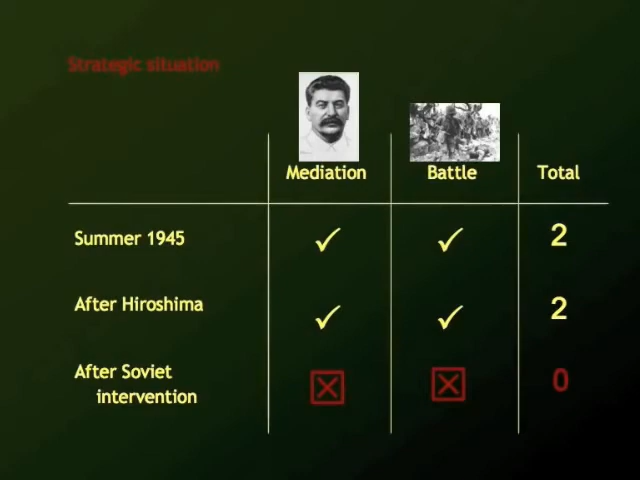 Strategic situation
Mediation Battle Total
Summer 1945 ✓ ✓ 2
After Hiroshima ✓ ✓ 2
After Soviet
intervention ☒ ☒ 0